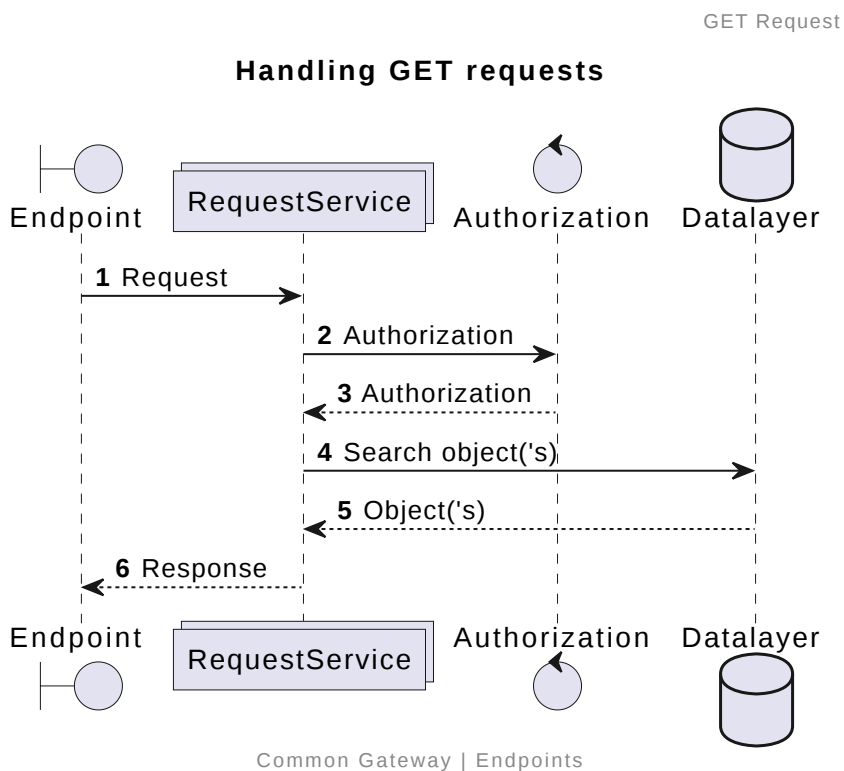 GET Request
Handling GET requests
Endpoint
RequestService
Authorization
Datalayer
1 Request
2 Authorization
3 Authorization
4 Search object('s)
5 Object('s)
6 Response
Endpoint
RequestService
Authorization
Datalayer
Common Gateway | Endpoints